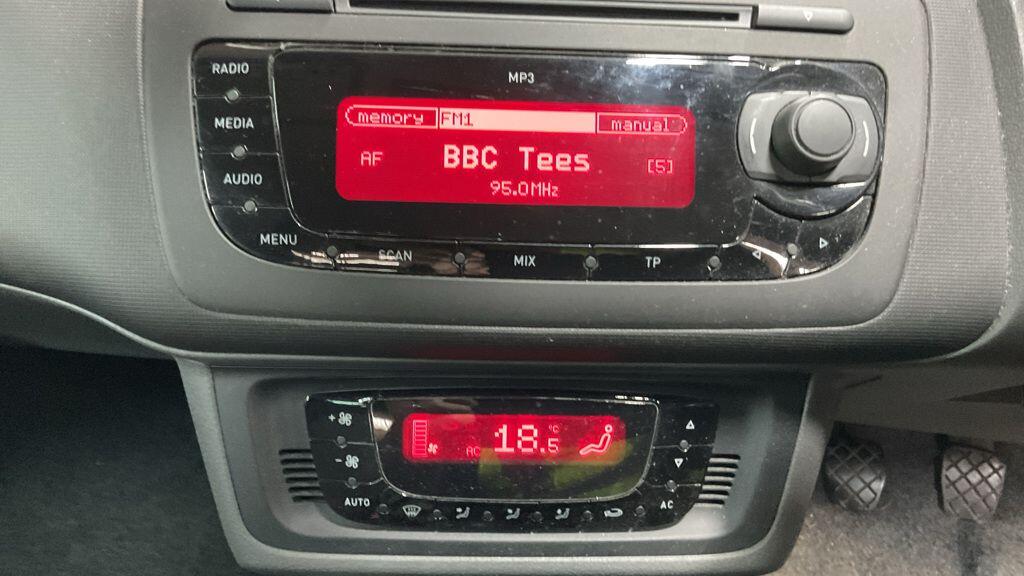 MP3
RADIO
MEDIA
AUDIO
MENU
memory FM1 manual
AF BBC Tees [5]
95.0MHz
SCAN MIX TP
AC 18.5 °C
AUTO
AC